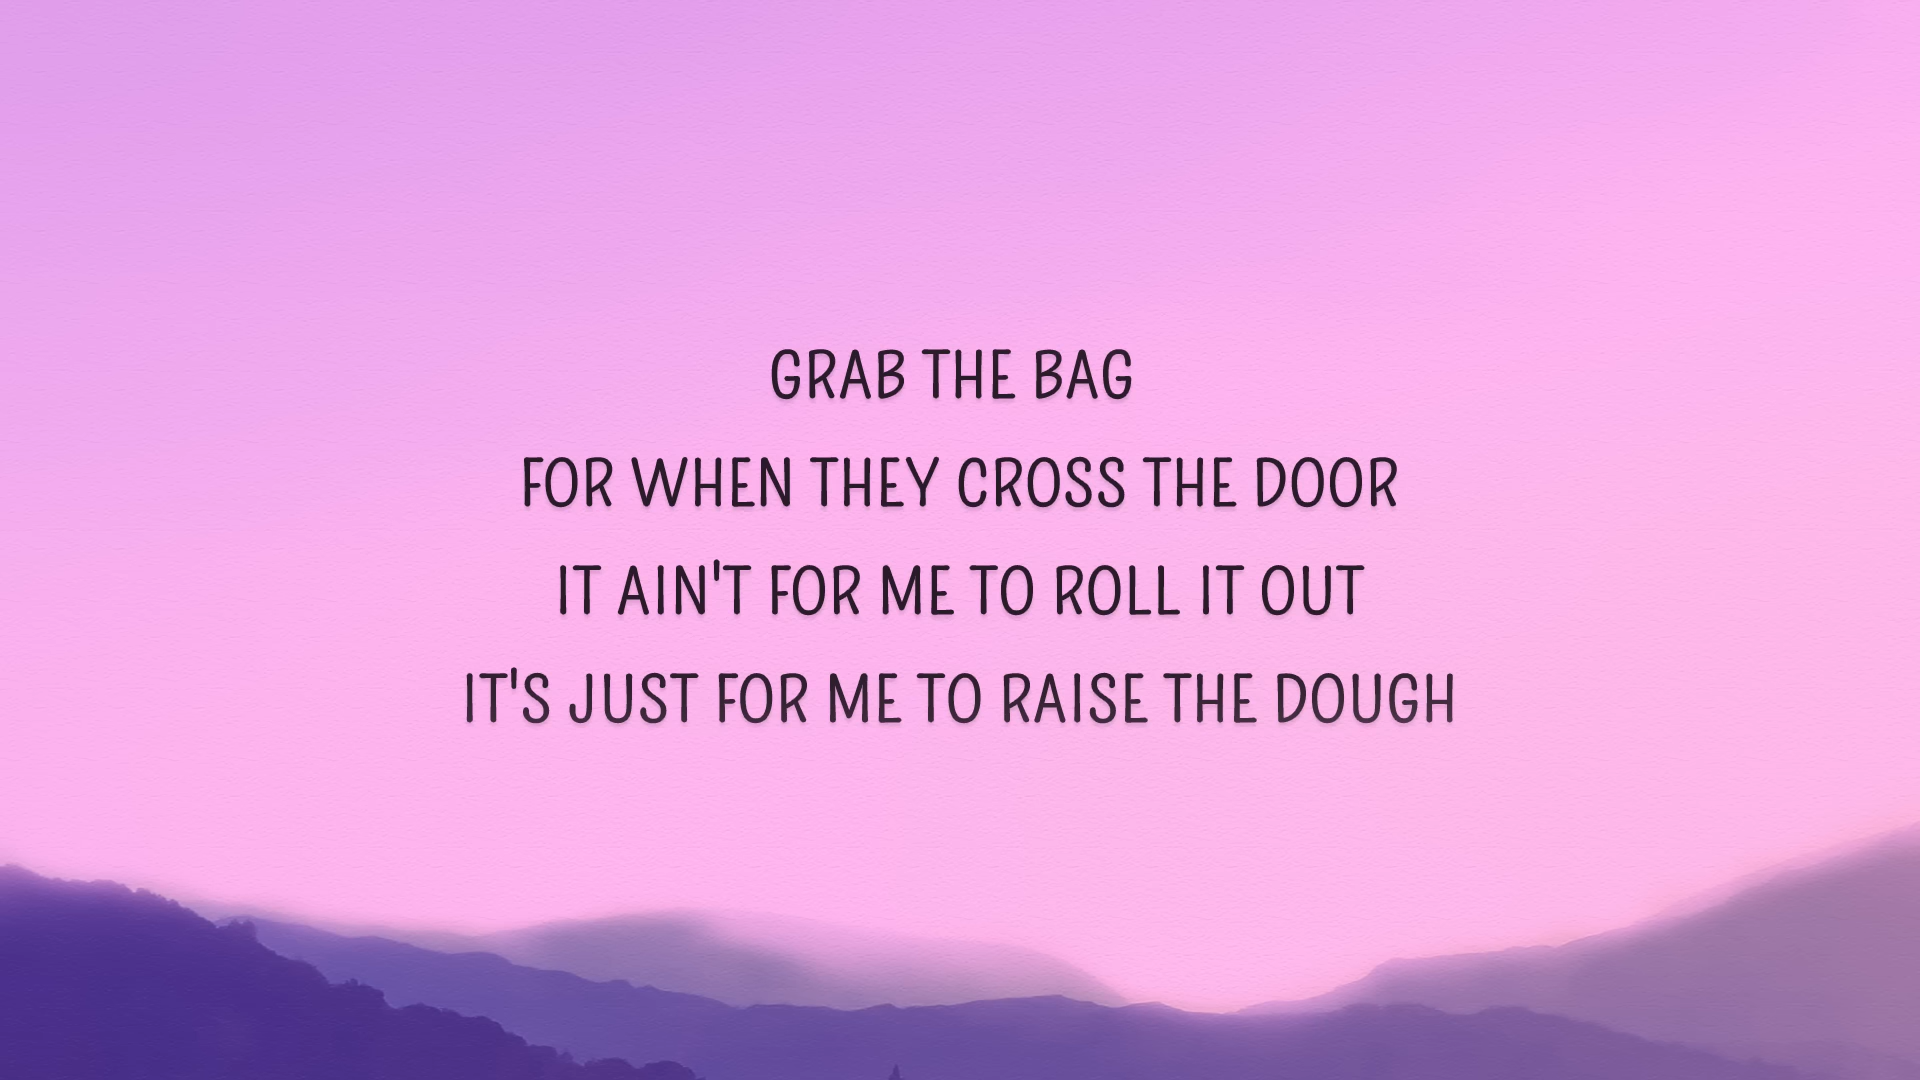 GRAB THE BAG
FOR WHEN THEY CROSS THE DOOR
IT AIN'T FOR ME TO ROLL IT OUT
IT'S JUST FOR ME TO RAISE THE DOUGH